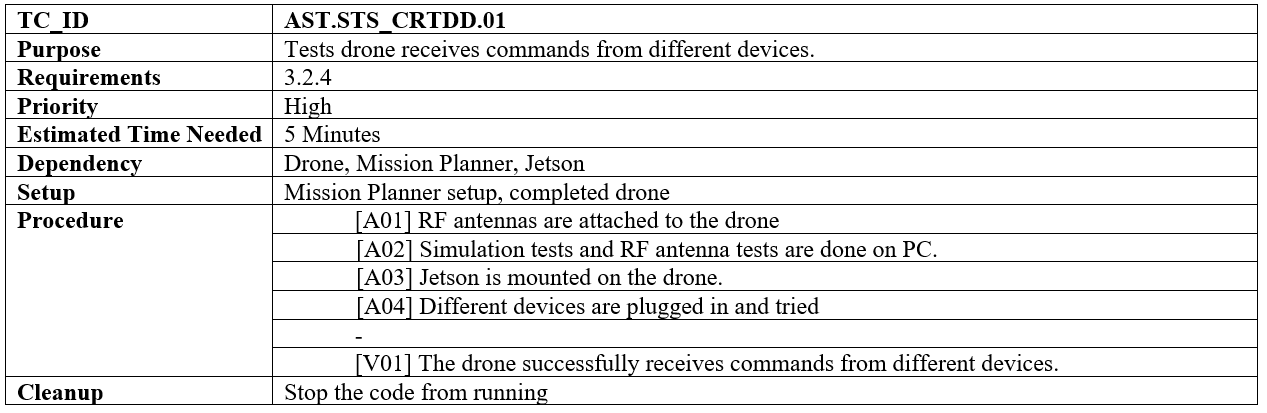 TC_ID AST.STS_CRTDD.01
Purpose Tests drone receives commands from different devices.
Requirements 3.2.4
Priority High
Estimated Time Needed 5 Minutes
Dependency Drone, Mission Planner, Jetson
Setup Mission Planner setup, completed drone
Procedure [A01] RF antennas are attached to the drone
[A02] Simulation tests and RF antenna tests are done on PC.
[A03] Jetson is mounted on the drone.
[A04] Different devices are plugged in and tried
-
[V01] The drone successfully receives commands from different devices.
Cleanup Stop the code from running